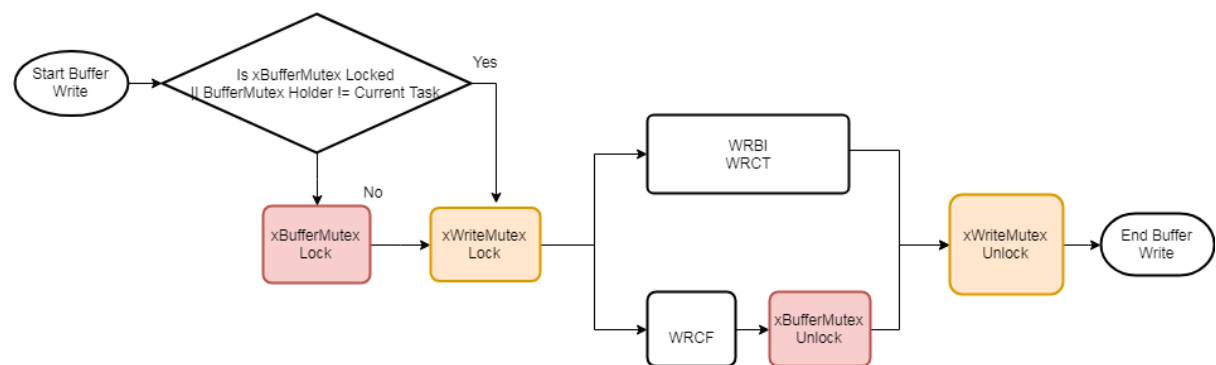 Start Buffer
Write
Is xBufferMutex Locked
|| BufferMutex Holder != Current Task
Yes
No
xBufferMutex
Lock
xWriteMutex
Lock
WRBI
WRCT
WRCF
xBufferMutex
Unlock
xWriteMutex
Unlock
End Buffer
Write